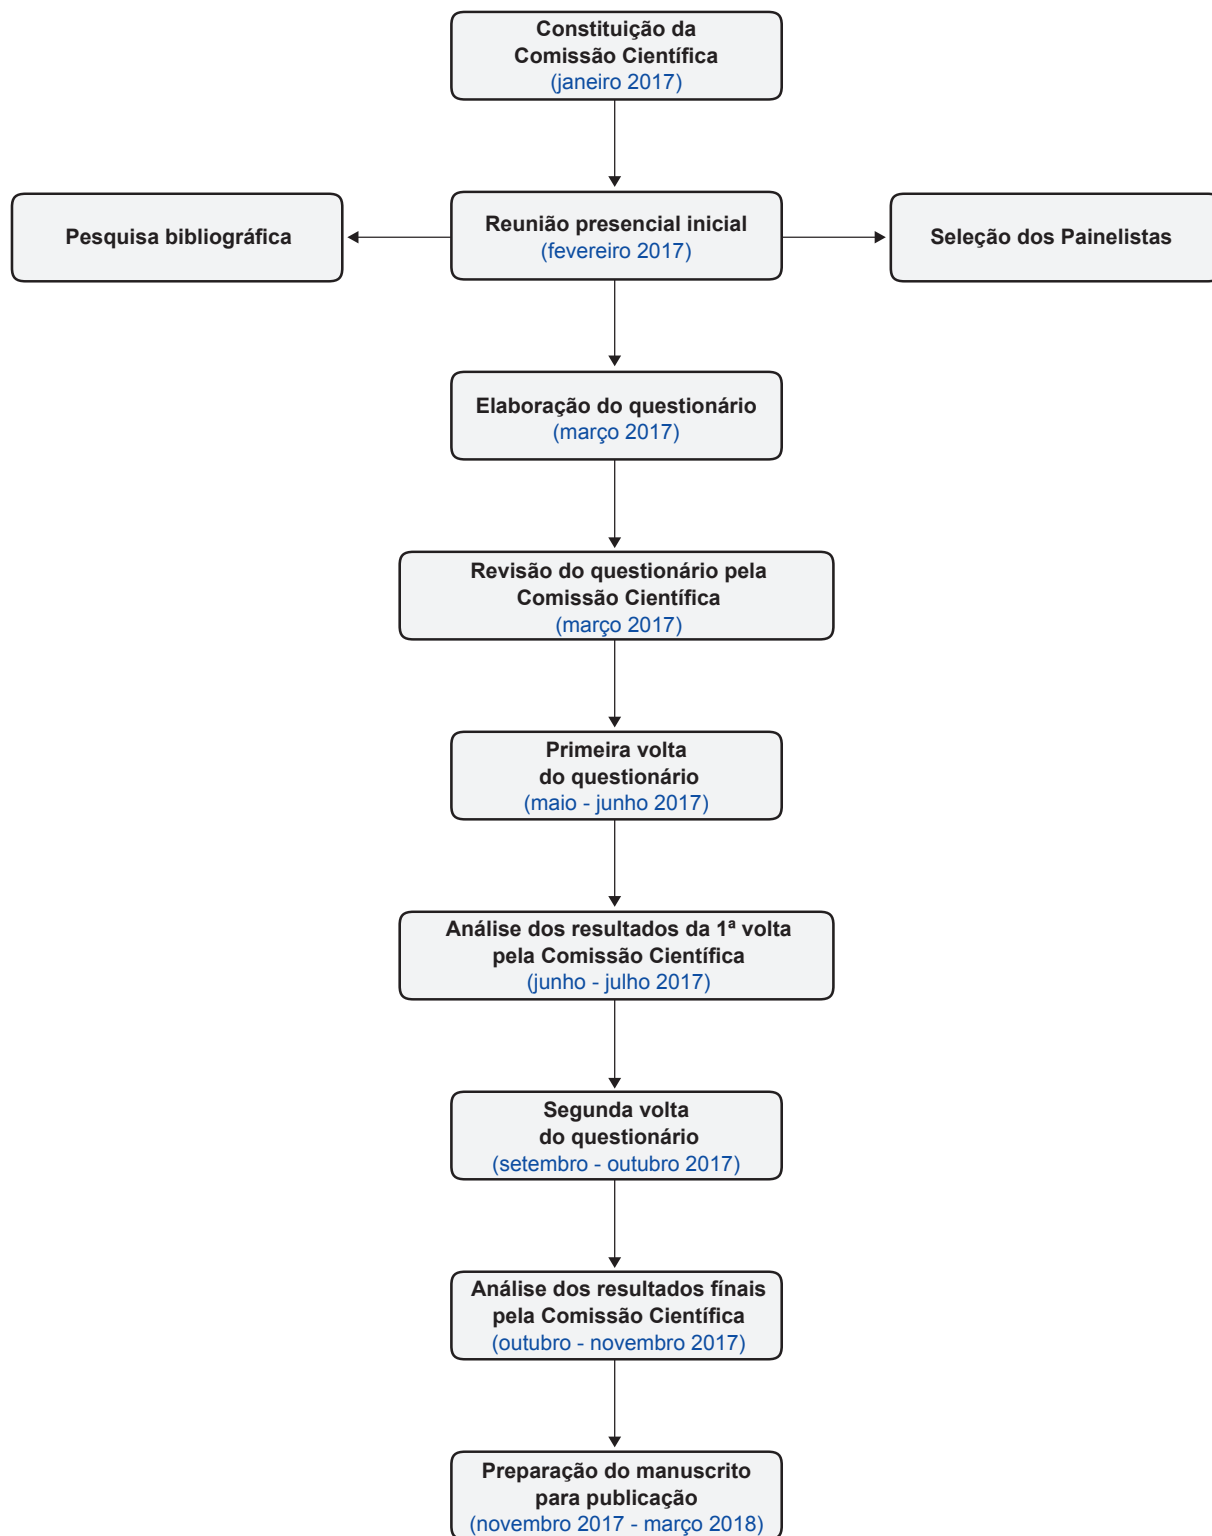 Constituição da
Comissão Científica
(janeiro 2017)
Pesquisa bibliográfica
Reunião presencial inicial
(fevereiro 2017)
Seleção dos Painelistas
Elaboração do questionário
(março 2017)
Revisão do questionário pela
Comissão Científica
(março 2017)
Primeira volta
do questionário
(maio - junho 2017)
Análise dos resultados da 1ª volta
pela Comissão Científica
(junho - julho 2017)
Segunda volta
do questionário
(setembro - outubro 2017)
Análise dos resultados fínais
pela Comissão Científica
(outubro - novembro 2017)
Preparação do manuscrito
para publicação
(novembro 2017 - março 2018)